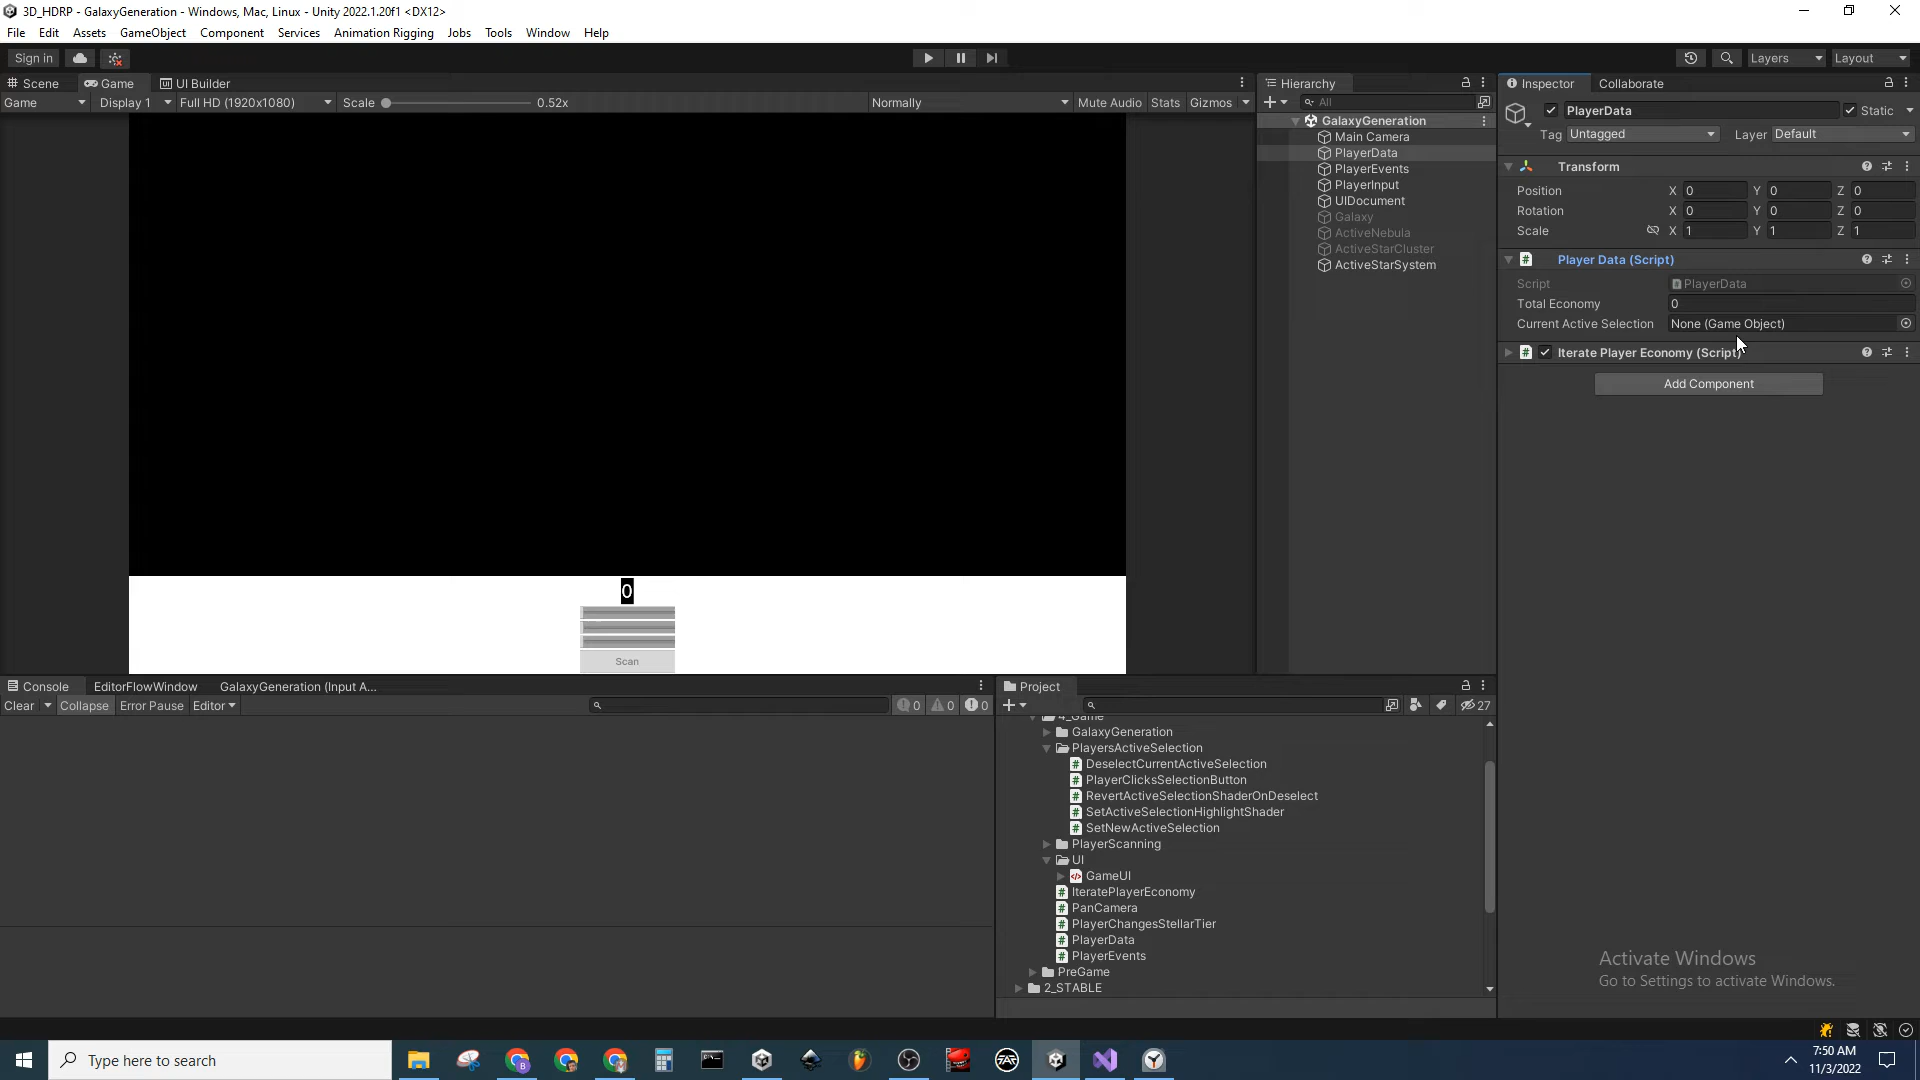 3D_HDRP - GalaxyGeneration - Windows, Mac, Linux - Unity 2022.1.20f1 <DX12>
File Edit Assets GameObject Component Services Animation Rigging Jobs Tools Window Help
Sign in
Layers Layout
Scene Game UI Builder
Game Display 1 Full HD (1920x1080) Scale 0.52x Normally Mute Audio Stats Gizmos
0
Scan
Hierarchy
All
GalaxyGeneration
Main Camera
PlayerData
PlayerEvents
PlayerInput
UIDocument
Galaxy
ActiveNebula
ActiveStarCluster
ActiveStarSystem
Inspector Collaborate
PlayerData Static
Tag Untagged Layer Default
Transform
Position X 0 Y 0 Z 0
Rotation X 0 Y 0 Z 0
Scale X 1 Y 1 Z 1
# Player Data (Script)
Script PlayerData
Total Economy 0
Current Active Selection None (Game Object)
# Iterate Player Economy (Script)
Add Component
Console EditorFlowWindow GalaxyGeneration (Input A...
Clear Collapse Error Pause Editor 0 0 0
Project
27
4_Game
GalaxyGeneration
PlayersActiveSelection
# DeselectCurrentActiveSelection
# PlayerClicksSelectionButton
# RevertActiveSelectionShaderOnDeselect
# SetActiveSelectionHighlightShader
# SetNewActiveSelection
PlayerScanning
UI
GameUI
# IteratePlayerEconomy
# PanCamera
# PlayerChangesStellarTier
# PlayerData
# PlayerEvents
PreGame
2_STABLE
Activate Windows
Go to Settings to activate Windows.
Type here to search
7:50 AM
11/3/2022